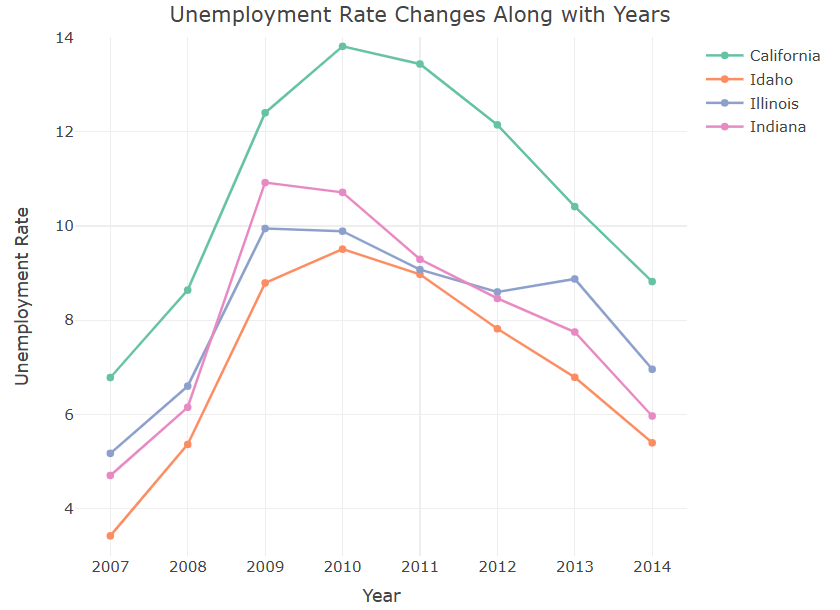 Unemployment Rate Changes Along with Years
14
12
10
8
6
4
Unemployment Rate
2007 2008 2009 2010 2011 2012 2013 2014
Year
California
Idaho
Illinois
Indiana